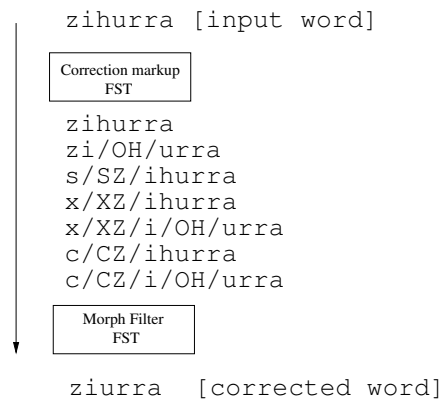 zihurra [input word]
Correction markup
FST
zihurra
zi/OH/urra
s/SZ/ihurra
x/XZ/ihurra
x/XZ/i/OH/urra
c/CZ/ihurra
c/CZ/i/OH/urra
Morph Filter
FST
ziurra [corrected word]